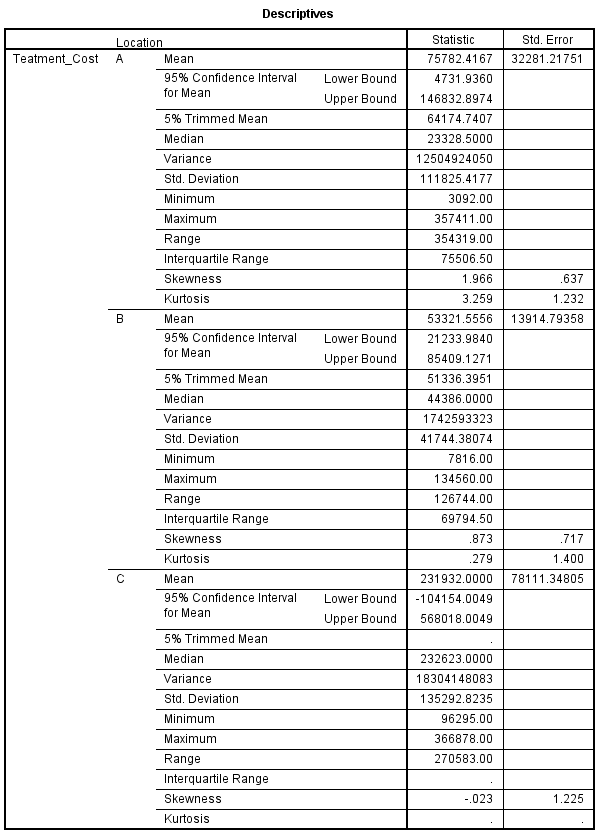 Descriptives
Location Statistic Std. Error
Teatment_Cost A Mean 75782.4167 32281.21751
95% Confidence Interval for Mean Lower Bound 4731.9360
Upper Bound 146832.8974
5% Trimmed Mean 64174.7407
Median 23328.5000
Variance 12504924050
Std. Deviation 111825.4177
Minimum 3092.00
Maximum 357411.00
Range 354319.00
Interquartile Range 75506.50
Skewness 1.966 .637
Kurtosis 3.259 1.232
B Mean 53321.5556 13914.79358
95% Confidence Interval for Mean Lower Bound 21233.9840
Upper Bound 85409.1271
5% Trimmed Mean 51336.3951
Median 44386.0000
Variance 1742593323
Std. Deviation 41744.38074
Minimum 7816.00
Maximum 134560.00
Range 126744.00
Interquartile Range 69794.50
Skewness .873 .717
Kurtosis .279 1.400
C Mean 231932.0000 78111.34805
95% Confidence Interval for Mean Lower Bound -104154.0049
Upper Bound 568018.0049
5% Trimmed Mean .
Median 232623.0000
Variance 18304148083
Std. Deviation 135292.8235
Minimum 96295.00
Maximum 366878.00
Range 270583.00
Interquartile Range .
Skewness -.023 1.225
Kurtosis . .